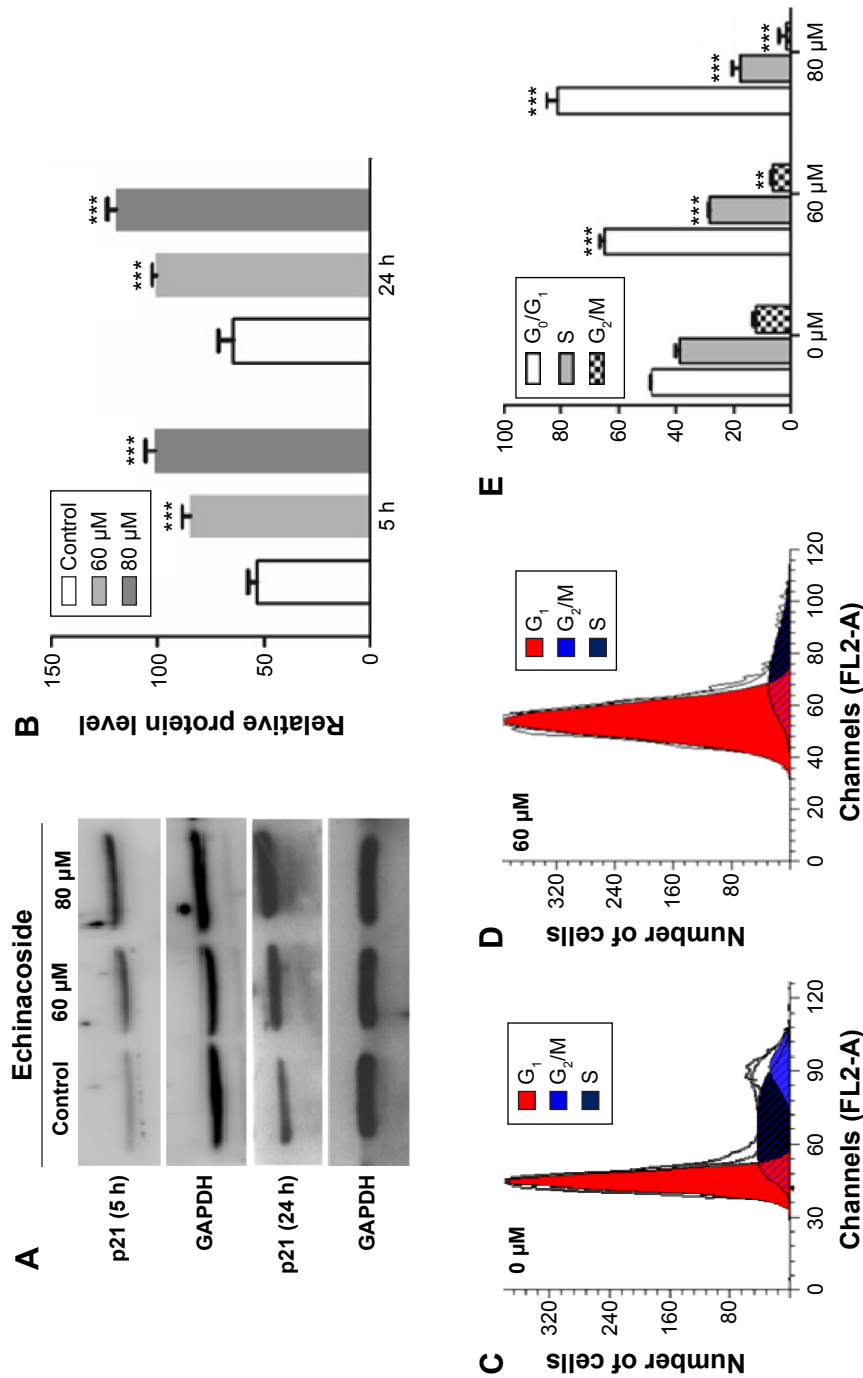 A
Echinacoside
Control 60 µM 80 µM
p21 (5 h)
GAPDH
p21 (24 h)
GAPDH
B
Relative protein level
150
100
50
0
Control
60 µM
80 µM
*** *** *** ***
5 h 24 h
C
Number of cells
320
240
160
80
0 µM
G1
G2/M
S
0 30 60 90 120
Channels (FL2-A)
D
Number of cells
320
240
160
80
0
60 µM
G1
G2/M
S
0 20 40 60 80 100 120
Channels (FL2-A)
E
100
80
60
40
20
0
G0/G1
S
G2/M
*** *** ** *** *** ***
0 µM 60 µM 80 µM